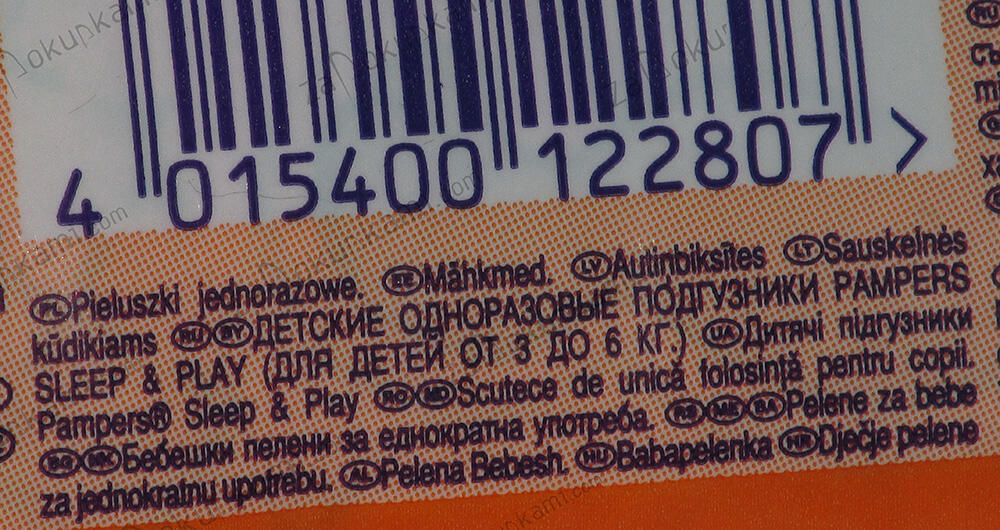 4 015400 122807 >
PL Pieluszki jednorazowe. EE Mähkmed. LV Autiņbiksītes LT Sauskelnės
kūdikiams RU BY ДЕТСКИЕ ОДНОРАЗОВЫЕ ПОДГУЗНИКИ PAMPERS
SLEEP & PLAY (ДЛЯ ДЕТЕЙ ОТ 3 ДО 6 КГ.) UA Дитячі підгузники
Pampers® Sleep & Play RO MD Scutece de unică folosință pentru copii.
BG MK Бебешки пелени за еднократна употреба. RS ME BA Pelene za bebe
za jednokratnu upotrebu. AL Pelena Bebesh. HU Babapelenka HR Dječje pelene
zaPokupkami.com